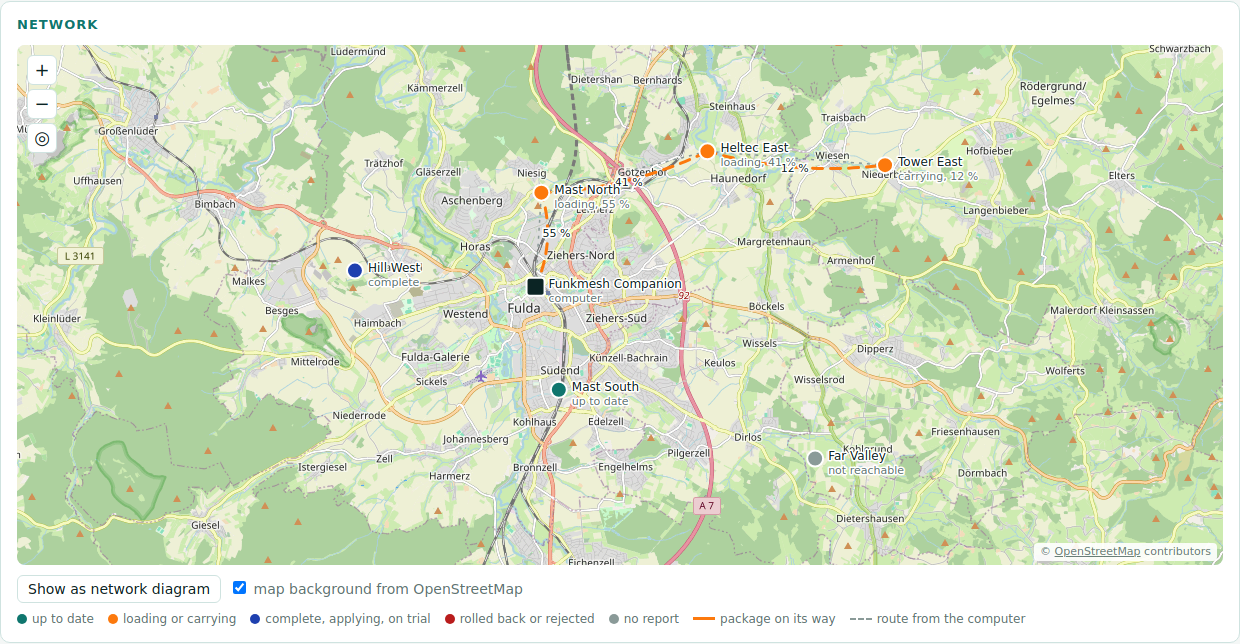 NETWORK
Lüdermünd
Schwarzbach
Dietershan
Bernhards
Kämmerzell
Rödergrund/
Egelmes
Steinhaus
Traisbach
Großenlüder
Heltec East
loading, 41 %
Wiesen
Hofbieber
Trätzhof
Gläserzell
Niesig
12 %
Tower East
carrying, 12 %
Uffhausen
41 %
Haunedorf
Elters
Mast North
loading, 55 %
Bimbach
Aschenberg
Langenbieber
55 %
Horas
Margretenhaun
L 3141
Ziehers-Nord
Armenhof
Hill West
complete
Malkes
Funkmesh Companion
computer
92
Besges
Fulda
Böckels
Malerdorf Kleinsassen
Kleinlüder
Haimbach
Westend
Ziehers-Süd
Wissels
Dipperz
Mittelrode
Fulda-Galerie
Künzell-Bachrain
Keulos
Südend
Wolferts
Sickels
Mast South
up to date
Wisselsrod
Niederrode
Kohlhaus
Edelzell
Friesenhausen
Johannesberg
Dirlos
Pilgerzell
Far Valley
not reachable
Zell
Istergiesel
Harmerz
Bronnzell
Engelhelms
Dörmbach
A 7
Giesel
Dietershausen
Eichenzell
© OpenStreetMap contributors
Show as network diagram
map background from OpenStreetMap
up to date
loading or carrying
complete, applying, on trial
rolled back or rejected
no report
package on its way
route from the computer